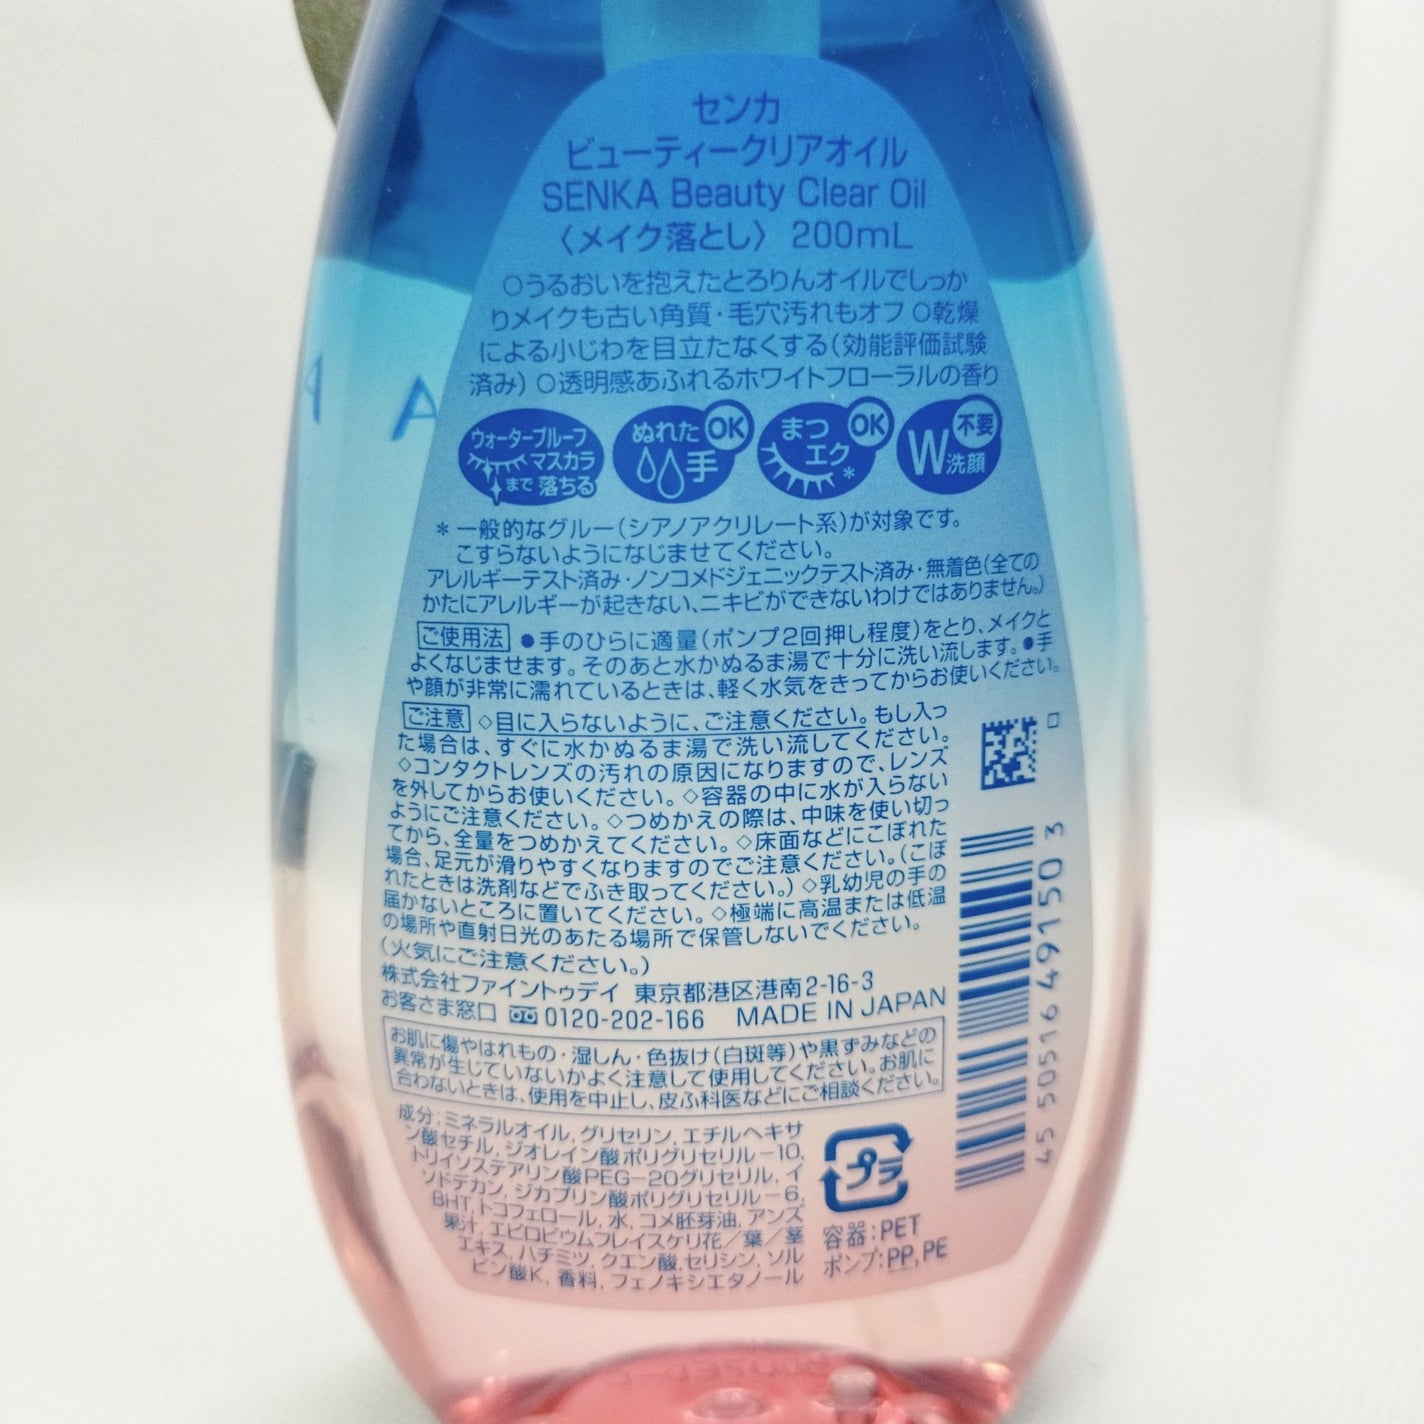 センカ
ビューティークリアオイル
SENKA Beauty Clear Oil
〈メイク落とし〉 200mL
○うるおいを抱えたとろりんオイルでしっか
りメイクも古い角質・毛穴汚れもオフ ○乾燥
による小じわを目立たなくする(効能評価試験
済み) ○透明感あふれるホワイトフローラルの香り
ウォータープルーフ
マスカラ
まで 落ちる
ぬれた
手
OK
まつ
エク*
OK
W洗顔
不要
* 一般的なグルー(シアノアクリレート系)が対象です。
こすらないようになじませてください。
アレルギーテスト済み・ノンコメドジェニックテスト済み・無着色(全ての
かたにアレルギーが起きない、ニキビができないわけではありません。)
ご使用法 ●手のひらに適量(ポンプ2回押し程度)をとり、メイクと
よくなじませます。そのあと水かぬるま湯で十分に洗い流します。●手
や顔が非常に濡れているときは、軽く水気をきってからお使いください。
ご注意 ◇目に入らないように、ご注意ください。もし入っ
た場合は、すぐに水かぬるま湯で洗い流してください。
◇コンタクトレンズの汚れの原因になりますので、レンズ
を外してからお使いください。◇容器の中に水が入らない
ようにご注意ください。◇つめかえの際は、中味を使い切っ
てから、全量をつめかえてください。◇床面などにこぼれた
場合、足元が滑りやすくなりますのでご注意ください。(こぼ
れたときは洗剤などでふき取ってください。)◇乳幼児の手の
届かないところに置いてください。◇極端に高温または低温
の場所や直射日光のあたる場所で保管しないでください。
(火気にご注意ください。)
株式会社ファイントゥデイ 東京都港区港南2-16-3
お客さま窓口 0120-202-166 MADE IN JAPAN
お肌に傷やはれもの・湿しん・色抜け(白斑等)や黒ずみなどの
異常が生じていないかよく注意して使用してください。お肌に
合わないときは、使用を中止し、皮ふ科医などにご相談ください。
成分:ミネラルオイル, グリセリン, エチルヘキサ
ン酸セチル, ジオレイン酸ポリグリセリル-10,
トリイソステアリン酸PEG-20グリセリル, イ
ソドデカン, ジカプリン酸ポリグリセリル-6,
BHT, トコフェロール, 水, コメ胚芽油, アンズ
果汁, エピロビウムフレイスケリ花/葉/茎
エキス, ハチミツ, クエン酸, セリシン, ソル
ビン酸K, 香料, フェノキシエタノール
プラ
容器:PET
ポンプ:PP, PE
4550516491503